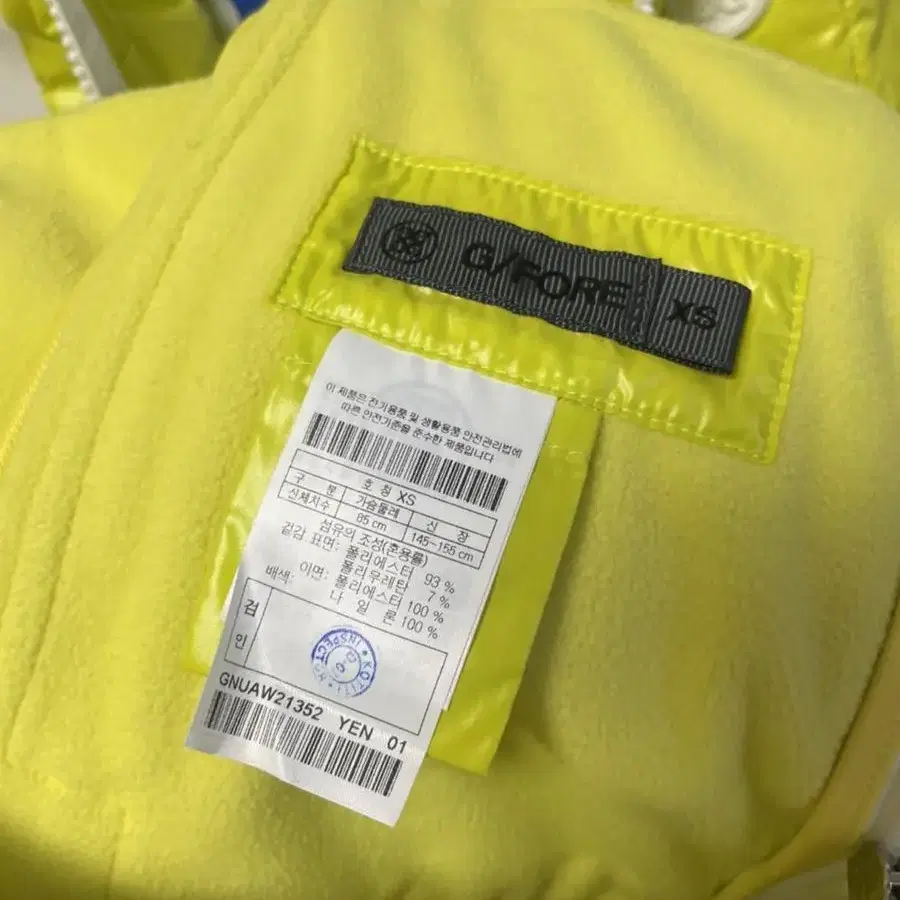 G/FORE XS
이 제품은 전기용품 및 생활용품 안전관리법에
따른 안전기준을 준수한 제품입니다
구 분 호 칭 XS
신체치수 가슴둘레 신 장
85 cm 145~155 cm
섬유의 조성(혼용률)
겉감 표면: 폴리에스터 93 %
폴리우레탄 7 %
이면: 폴리에스터 100 %
배색: 나 일 론 100 %
검
인
KOTITI
INSPECT
GNUAW21352 YEN 01